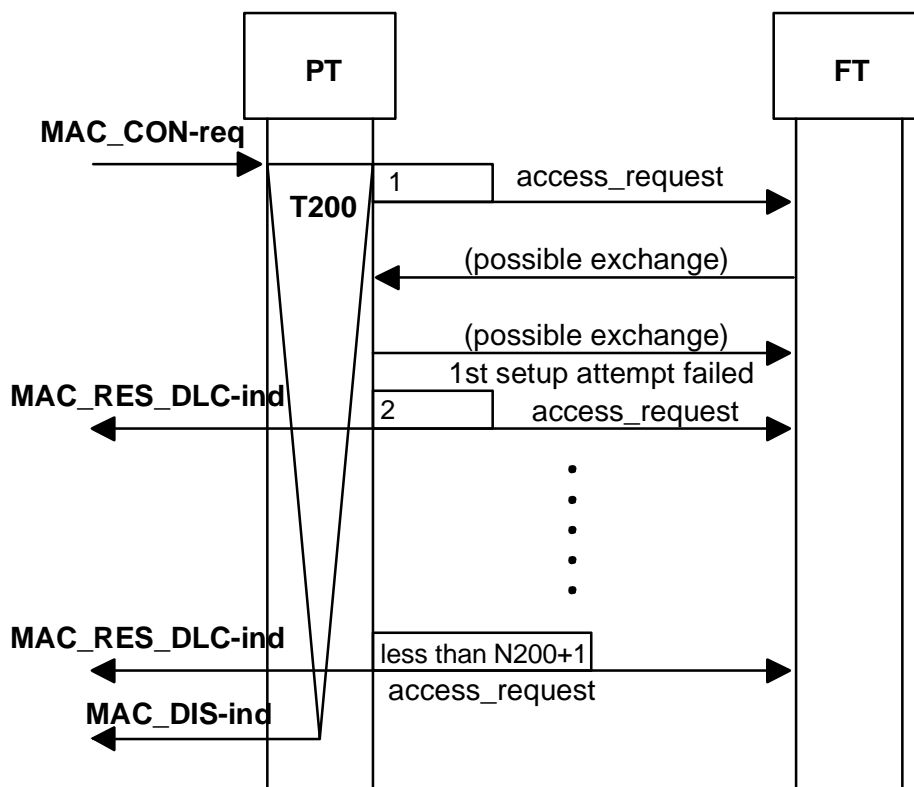 PT
FT
MAC_CON-req
1
access_request
T200
(possible exchange)
(possible exchange)
1st setup attempt failed
MAC_RES_DLC-ind
2
access_request
MAC_RES_DLC-ind
less than N200+1
access_request
MAC_DIS-ind